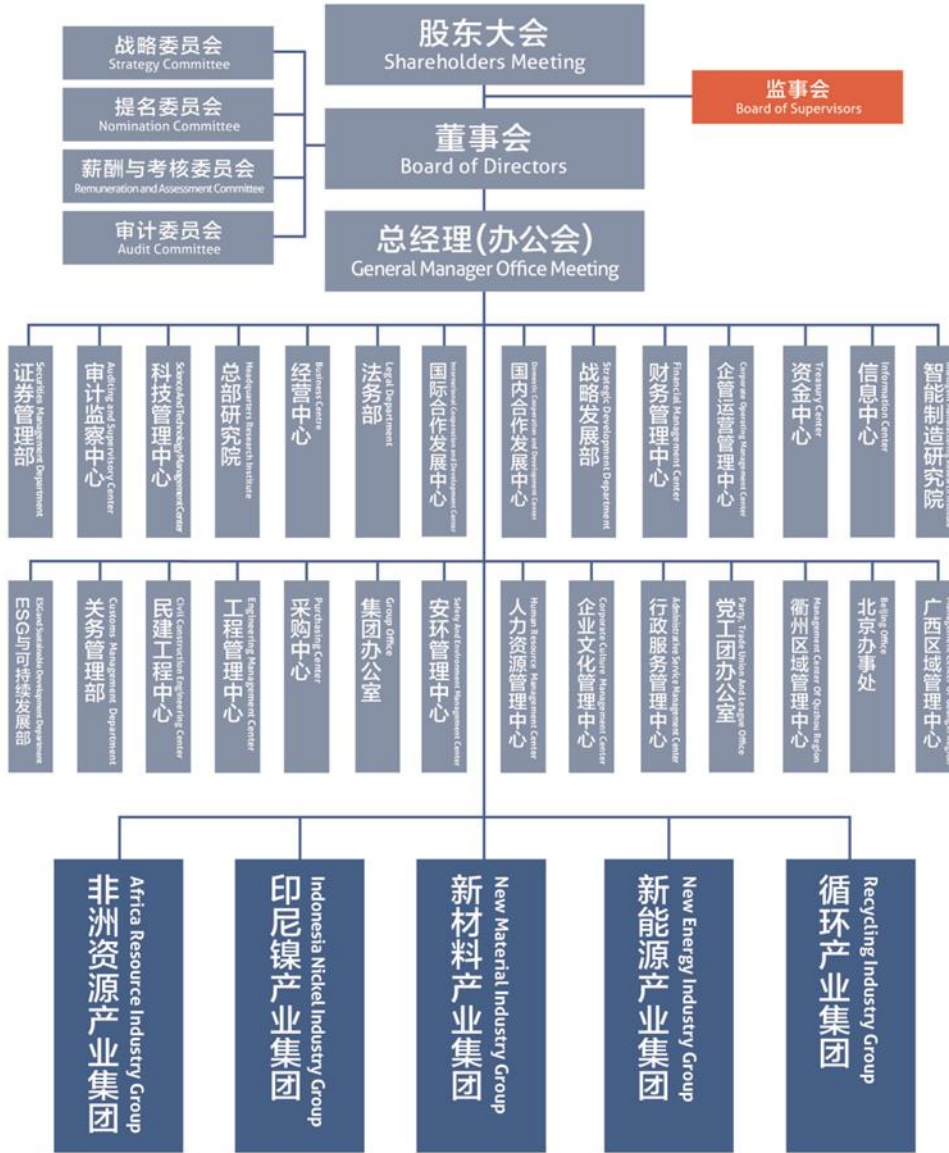 股东大会
Shareholders Meeting
战略委员会
Strategy Committee
提名委员会
Nomination Committee
薪酬与考核委员会
Remuneration and Assessment Committee
审计委员会
Audit Committee
监事会
Board of Supervisors
董事会
Board of Directors
总经理(办公会)
General Manager Office Meeting
证券管理部
Securities Management Department
审计监察中心
Auditing and Supervisory Center
科技管理中心
Science And Technology Management Center
总部研究院
Headquarters Research Institute
经营中心
Business Centre
法务部
Legal Department
国际合作发展中心
International Cooperation and Development Center
国内合作发展中心
Domestic Cooperation and Development Center
战略发展部
Strategic Development Department
财务管理中心
Financial Management Center
企管运营管理中心
Corporate Operating Management Center
资金中心
Treasury Center
信息中心
Information Center
智能制造研究院
ESG与可持续发展部
ESG and Sustainable Development Department
关务管理部
Customs Management Department
民建工程中心
Civil Construction Engineering Center
工程管理中心
Engineering Management Center
采购中心
Purchasing Center
集团办公室
Group Office
安环管理中心
Safety And Environment Management Center
人力资源管理中心
Human Resource Management Center
企业文化管理中心
Corporate Culture Management Center
行政服务管理中心
Administrative Service Management Center
党工团办公室
Party, Trade Union And League Office
衢州区域管理中心
Management Center Of Quzhou Region
北京办事处
Beijing Office
广西区域管理中心
非洲资源产业集团
Africa Resource Industry Group
印尼镍产业集团
Indonesia Nickel Industry Group
新材料产业集团
New Material Industry Group
新能源产业集团
New Energy Industry Group
循环产业集团
Recycling Industry Group